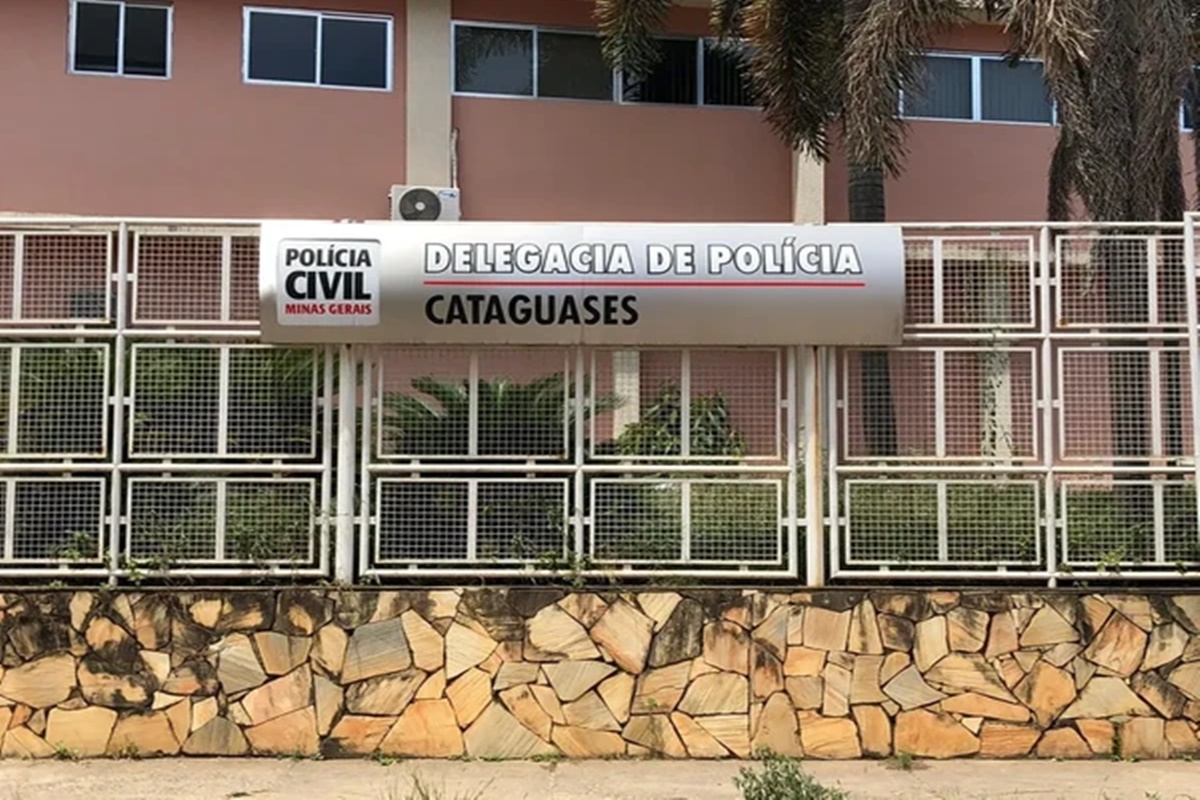 POLÍCIA
CIVIL
MINAS GERAIS
DELEGACIA DE POLÍCIA
CATAGUASES